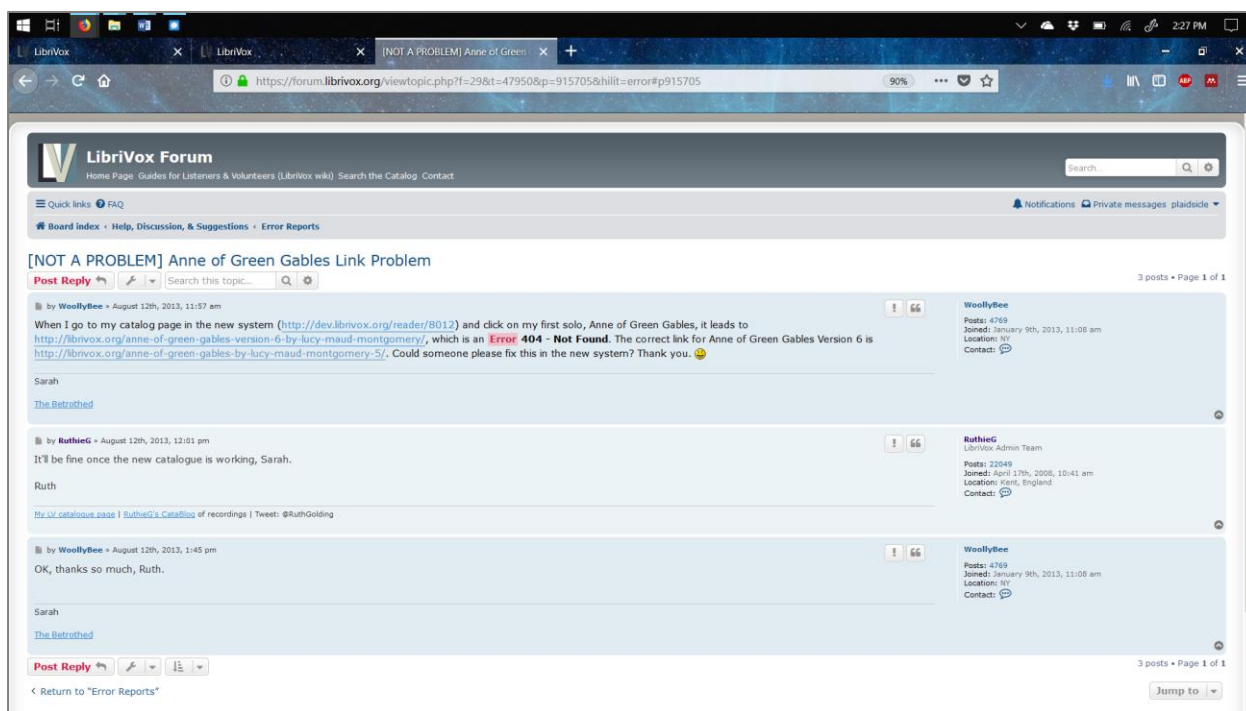 2:27 PM
LibriVox
LibriVox
[NOT A PROBLEM] Anne of Green
https://forum.librivox.org/viewtopic.php?f=29&t=47950&p=915705&hilit=error#p915705
90%
ABP
LibriVox Forum
Home Page Guides for Listeners & Volunteers (LibriVox wiki) Search the Catalog Contact
Search…
Quick links FAQ
Notifications Private messages plaidsicle
Board index ‹ Help, Discussion, & Suggestions ‹ Error Reports
[NOT A PROBLEM] Anne of Green Gables Link Problem
Post Reply Search this topic…
3 posts • Page 1 of 1
by WoollyBee » August 12th, 2013, 11:57 am
When I go to my catalog page in the new system (http://dev.librivox.org/reader/8012) and click on my first solo, Anne of Green Gables, it leads to
http://librivox.org/anne-of-green-gables-version-6-by-lucy-maud-montgomery/, which is an Error 404 - Not Found. The correct link for Anne of Green Gables Version 6 is
http://librivox.org/anne-of-green-gables-by-lucy-maud-montgomery-5/. Could someone please fix this in the new system? Thank you.
Sarah
The Betrothed
WoollyBee
Posts: 4769
Joined: January 9th, 2013, 11:08 am
Location: NY
Contact:
by RuthieG » August 12th, 2013, 12:01 pm
It'll be fine once the new catalogue is working, Sarah.
Ruth
My LV catalogue page | RuthieG's CataBlog of recordings | Tweet: @RuthGolding
RuthieG
LibriVox Admin Team
Posts: 22049
Joined: April 17th, 2008, 10:41 am
Location: Kent, England
Contact:
by WoollyBee » August 12th, 2013, 1:45 pm
OK, thanks so much, Ruth.
Sarah
The Betrothed
WoollyBee
Posts: 4769
Joined: January 9th, 2013, 11:08 am
Location: NY
Contact:
Post Reply
3 posts • Page 1 of 1
‹ Return to "Error Reports"
Jump to